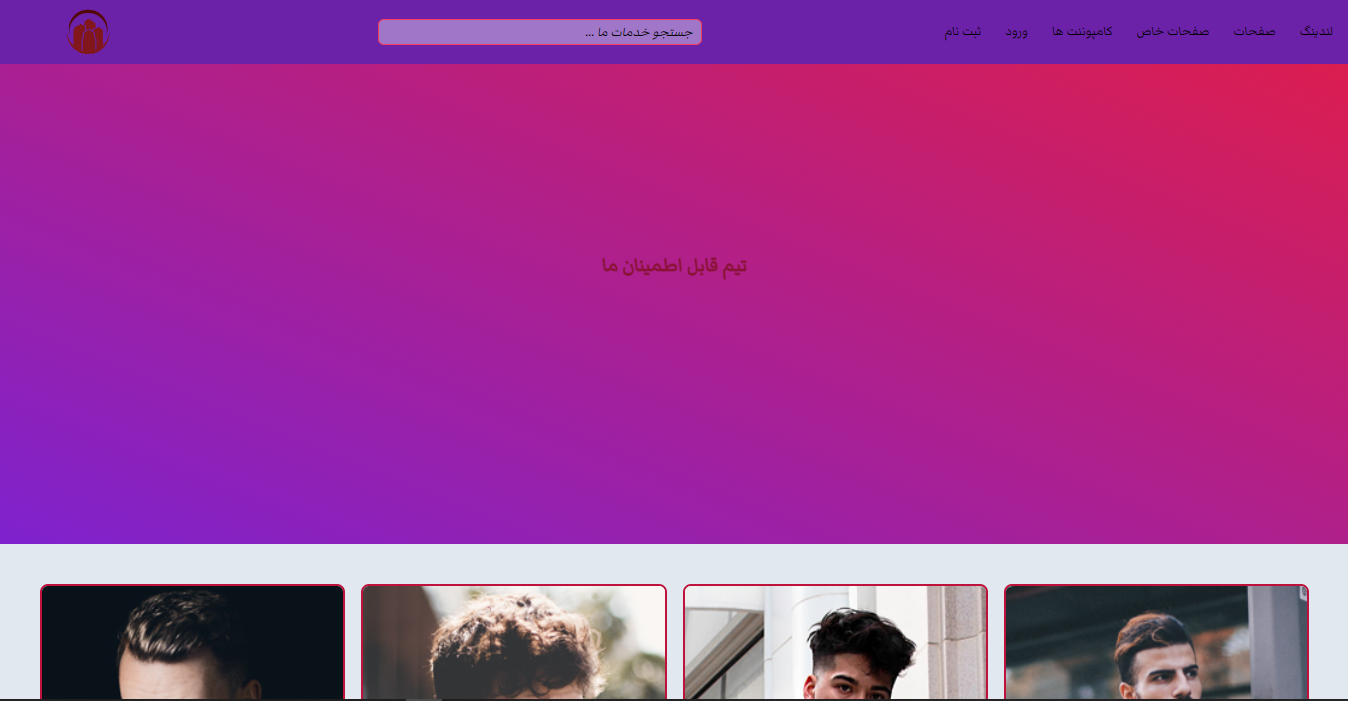 لندینگ
صفحات
صفحات خاص
کامپوننت ها
ورود
ثبت نام
جستجو خدمات ما ...
تیم قابل اطمینان ما